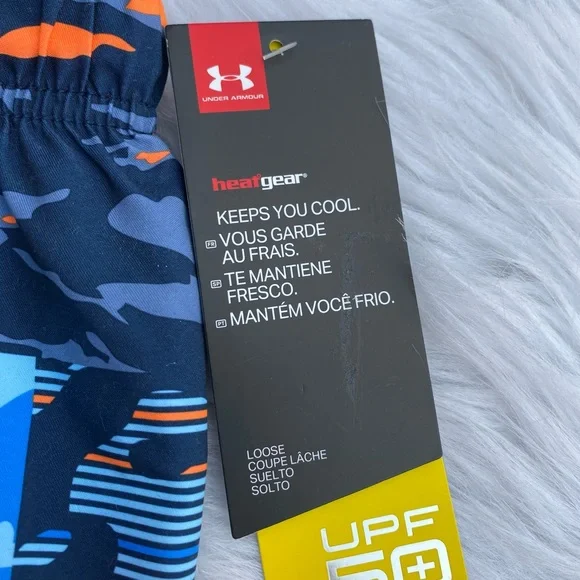 UNDER ARMOUR
heatgear®
KEEPS YOU COOL.
FR VOUS GARDE
AU FRAIS.
SP TE MANTIENE
FRESCO.
PT MANTÉM VOCÊ FRIO.
LOOSE
COUPE LÂCHE
SUELTO
SOLTO
UPF
50+